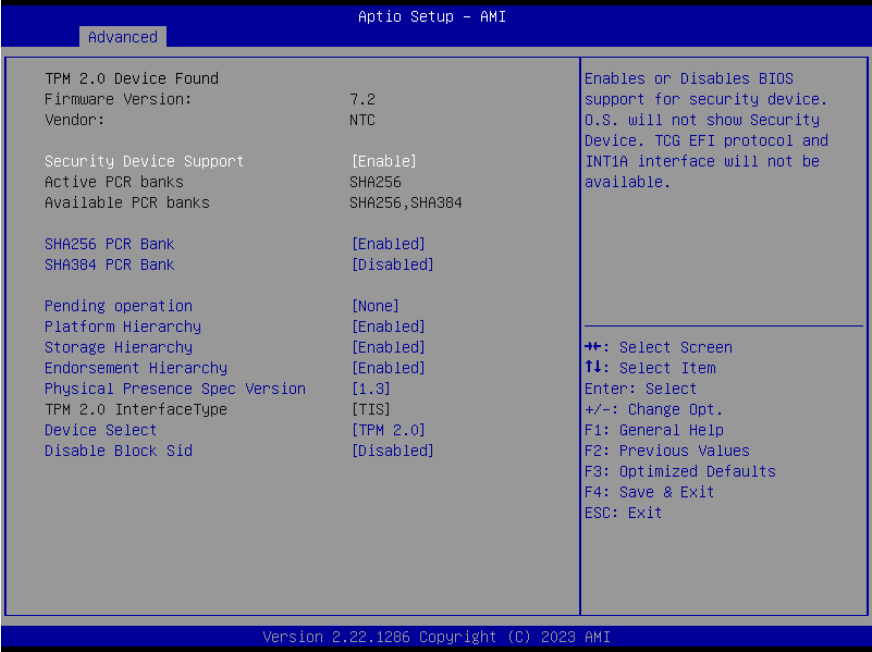 Aptio Setup – AMI
Advanced
TPM 2.0 Device Found
Firmware Version: 7.2
Vendor: NTC
Security Device Support [Enable]
Active PCR banks SHA256
Available PCR banks SHA256,SHA384
SHA256 PCR Bank [Enabled]
SHA384 PCR Bank [Disabled]
Pending operation [None]
Platform Hierarchy [Enabled]
Storage Hierarchy [Enabled]
Endorsement Hierarchy [Enabled]
Physical Presence Spec Version [1.3]
TPM 2.0 InterfaceType [TIS]
Device Select [TPM 2.0]
Disable Block Sid [Disabled]
Enables or Disables BIOS
support for security device.
O.S. will not show Security
Device. TCG EFI protocol and
INT1A interface will not be
available.
→←: Select Screen
↑↓: Select Item
Enter: Select
+/-: Change Opt.
F1: General Help
F2: Previous Values
F3: Optimized Defaults
F4: Save & Exit
ESC: Exit
Version 2.22.1286 Copyright (C) 2023 AMI